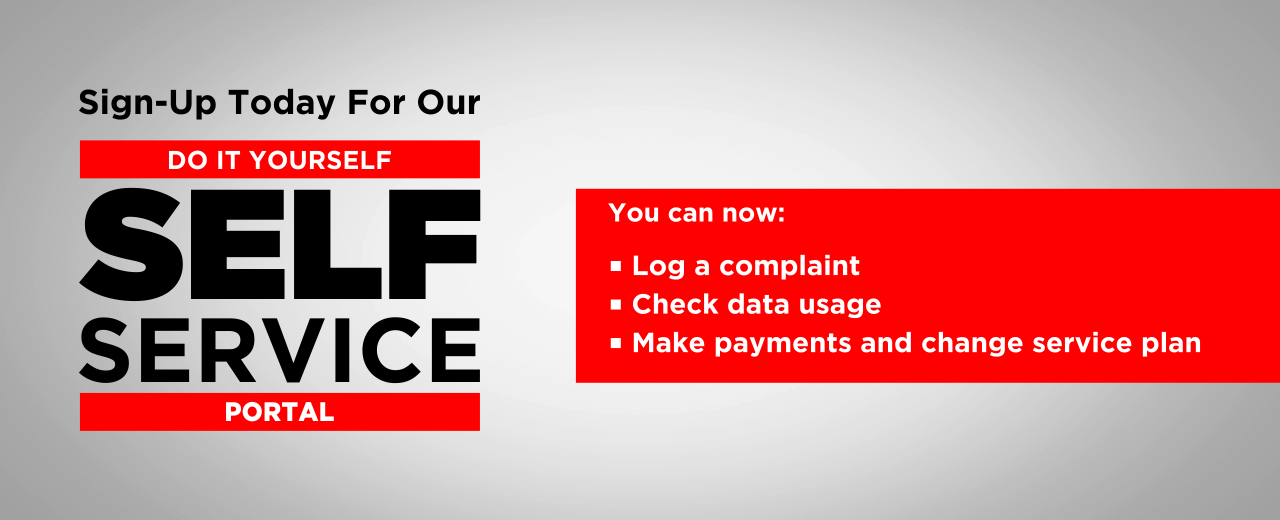 Sign-Up Today For Our
DO IT YOURSELF
SELF
SERVICE
PORTAL
You can now:
▪ Log a complaint
▪ Check data usage
▪ Make payments and change service plan